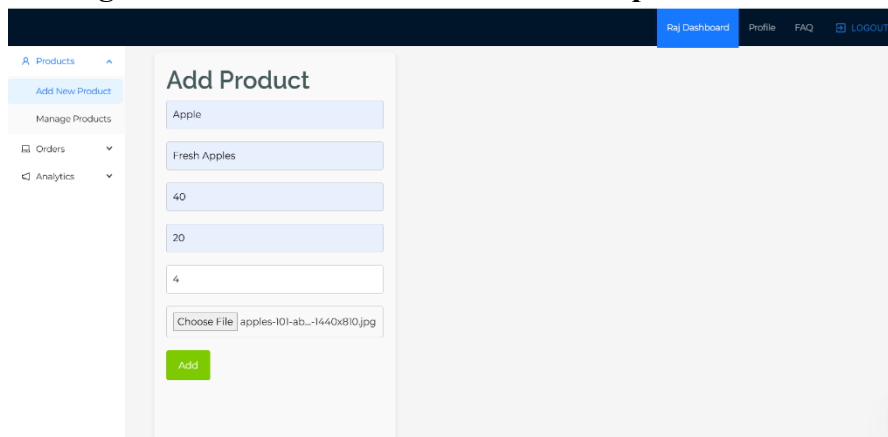 Raj Dashboard Profile FAQ LOGOUT
Products
Add New Product
Manage Products
Orders
Analytics
Add Product
Apple
Fresh Apples
40
20
4
Choose File apples-101-ab...-1440x810.jpg
Add